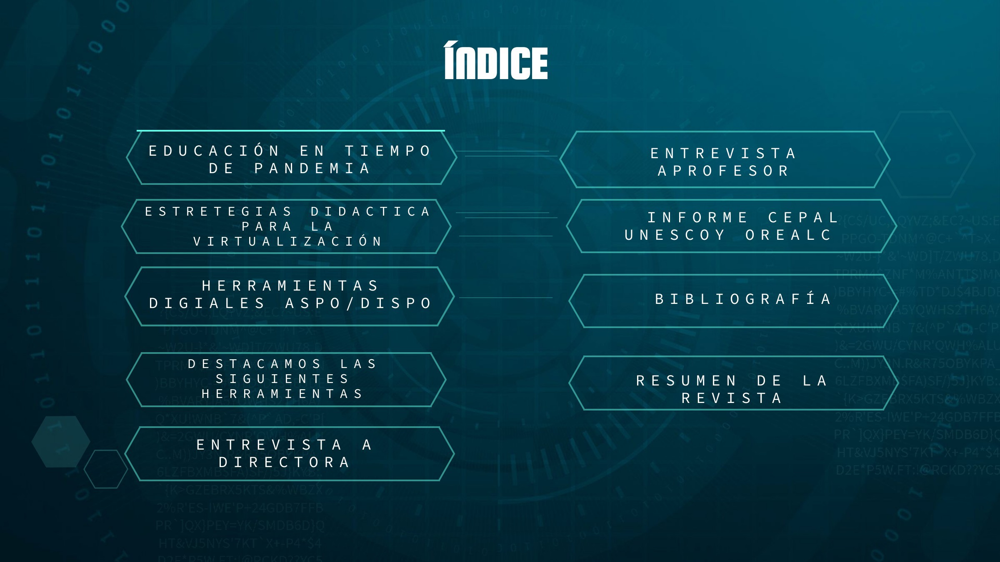 ÍNDICE
EDUCACIÓN EN TIEMPO
DE PANDEMIA
ESTRETEGIAS DIDACTICA
PARA LA
VIRTUALIZACIÓN
HERRAMIENTAS
DIGIALES ASPO/DISPO
DESTACAMOS LAS
SIGUIENTES
HERRAMIENTAS
ENTREVISTA A
DIRECTORA
ENTREVISTA
APROFESOR
INFORME CEPAL
UNESCOY OREALC
BIBLIOGRAFÍA
RESUMEN DE LA
REVISTA